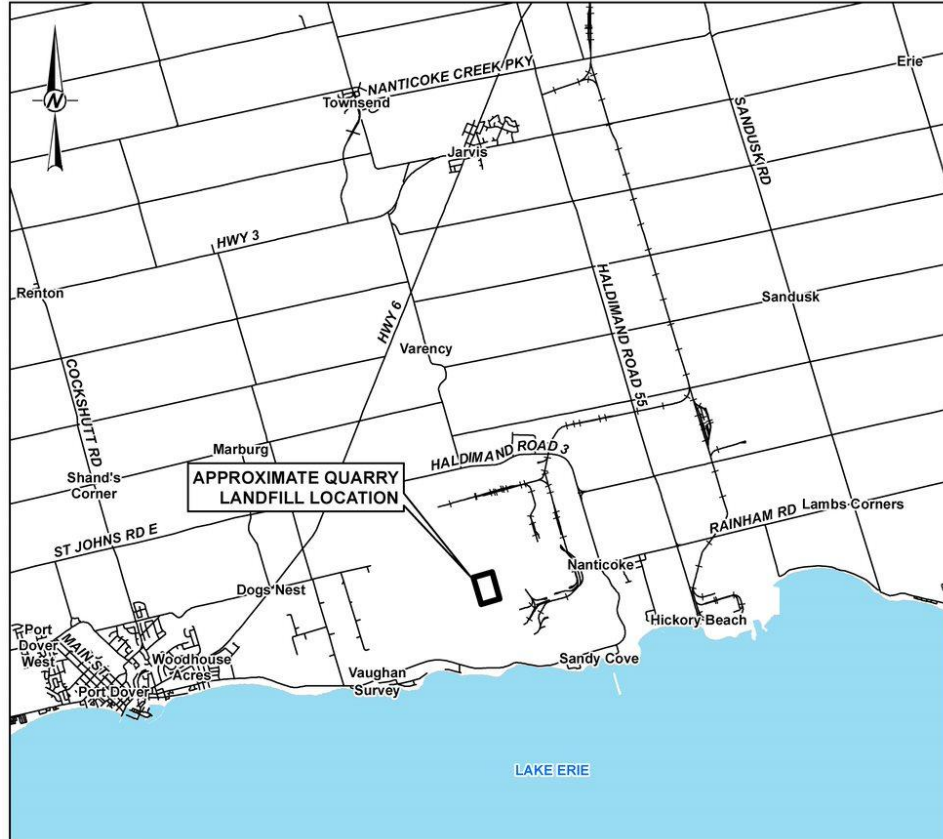 N
NANTICOKE CREEK PKY
Townsend
Erie
SANDUSK RD
Jarvis
HWY 3
Renton
HWY 6
HALDIMAND ROAD 55
Sandusk
Varency
COCKSHUTT RD
Marburg
HALDIMAND ROAD 3
Shand's
Corner
APPROXIMATE QUARRY
LANDFILL LOCATION
Lambs Corners
RAINHAM RD
ST JOHNS RD E
Nanticoke
Dogs Nest
Hickory Beach
Port
Dover
West
MAIN ST
Woodhouse
Acres
Sandy Cove
Vaughan
Survey
Port Dover
LAKE ERIE